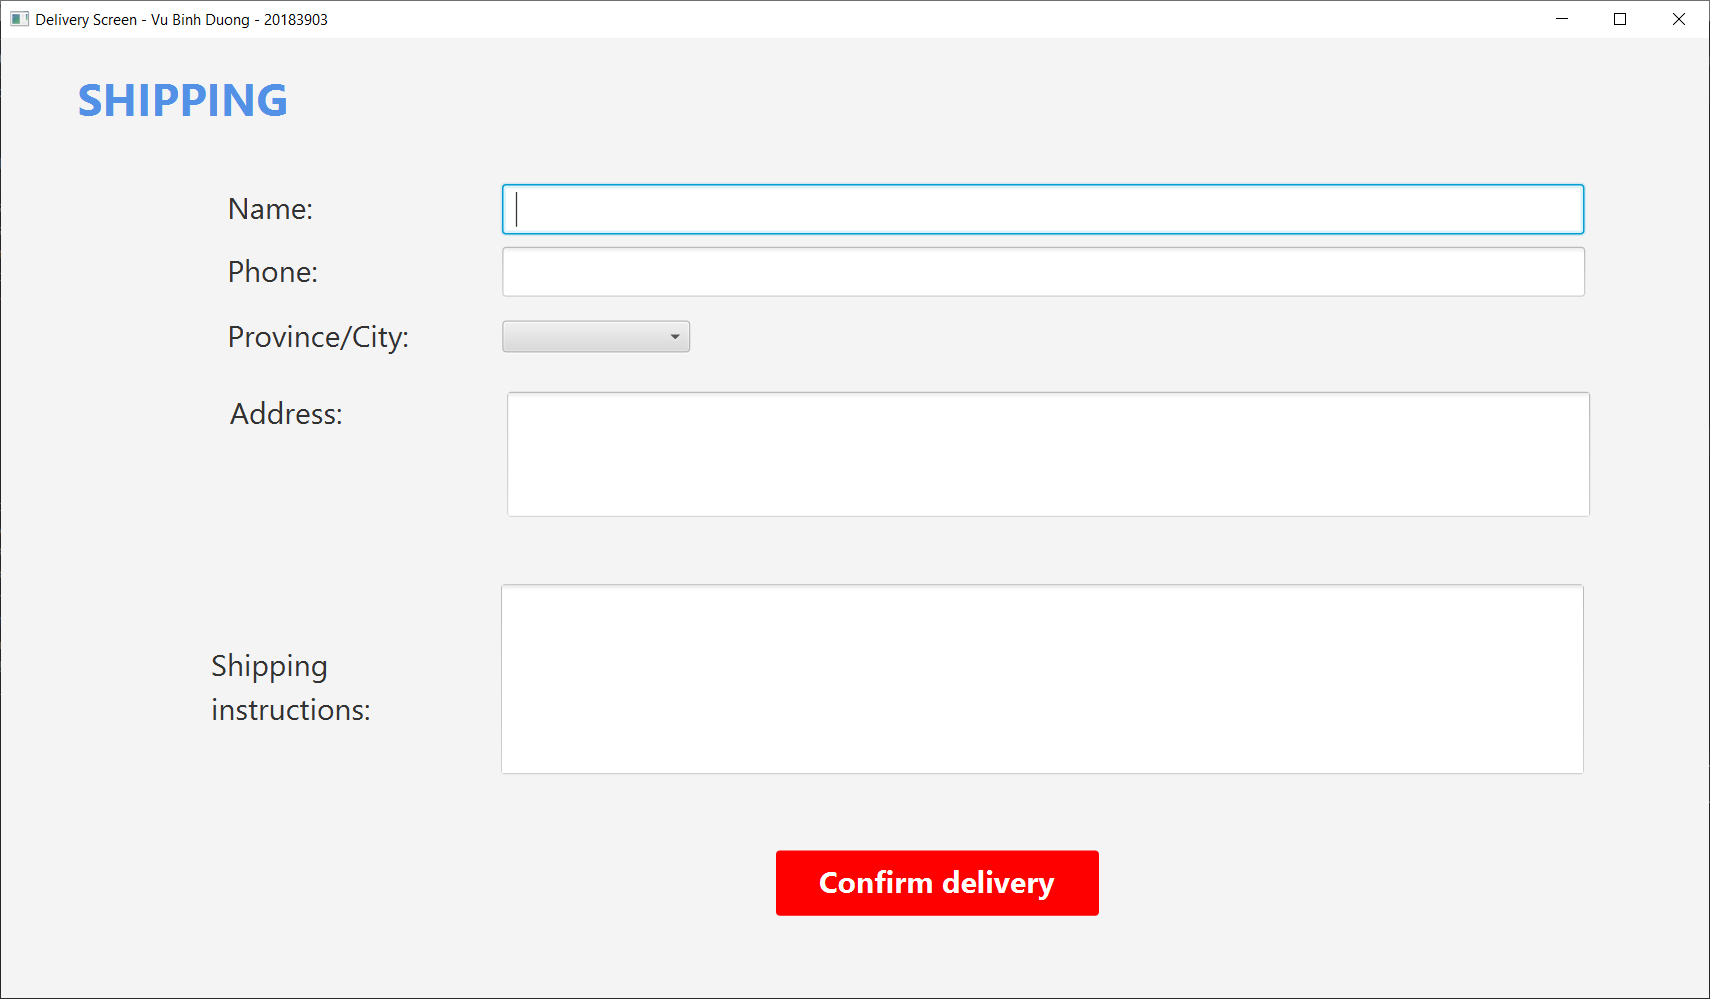 Delivery Screen - Vu Binh Duong - 20183903
SHIPPING
Name:
Phone:
Province/City:
Address:
Shipping
instructions:
Confirm delivery